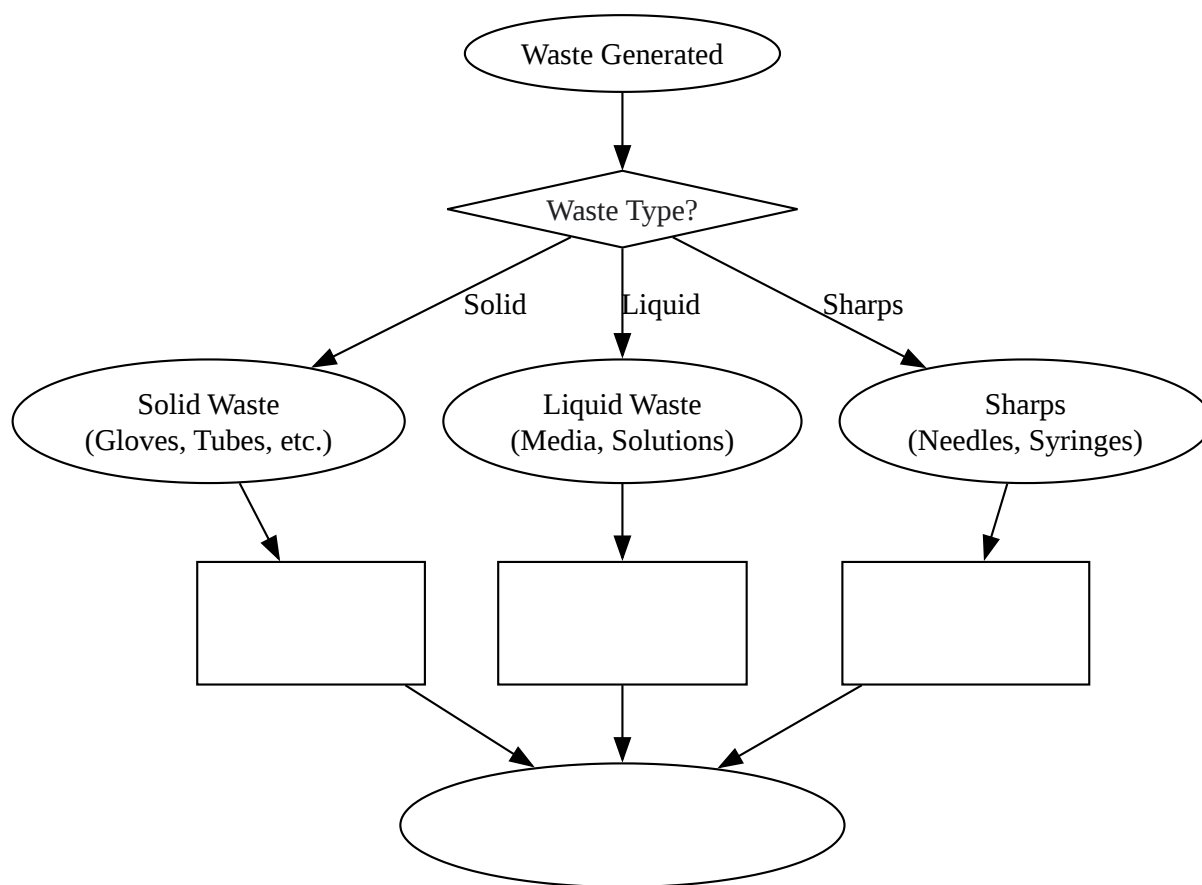 Waste Generated
Waste Type?
Solid
Liquid
Sharps
Solid Waste
(Gloves, Tubes, etc.)
Liquid Waste
(Media, Solutions)
Sharps
(Needles, Syringes)